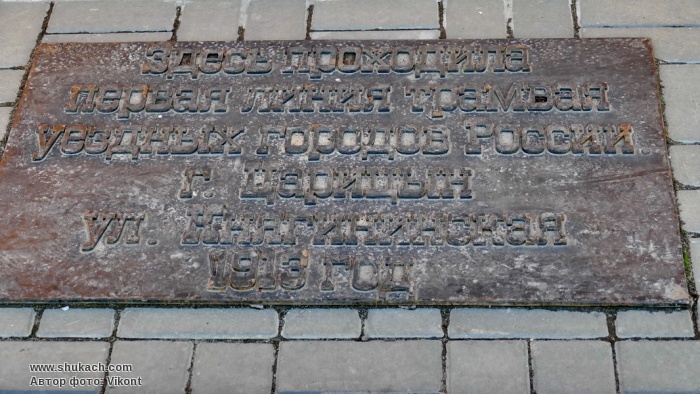 Здесь проходила
первая линия трамвая
уездных городов России
г. Царицын
ул. Княгининская
1913 год
www.shukach.com
Автор фото: Vikont